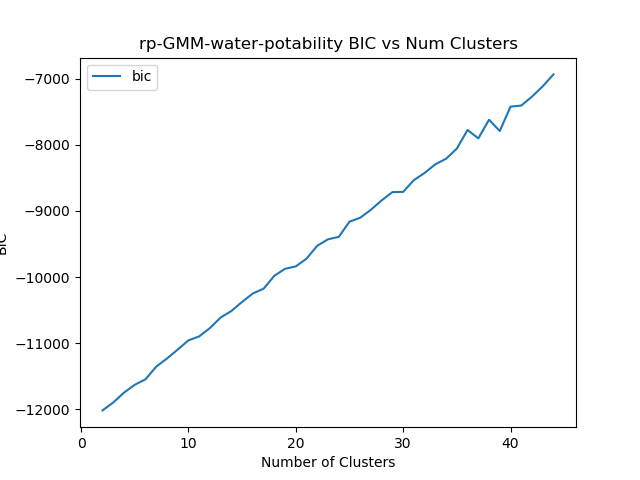 rp-GMM-water-potability BIC vs Num Clusters
bic
−7000
−8000
−9000
−10000
−11000
−12000
BIC
0 10 20 30 40
Number of Clusters